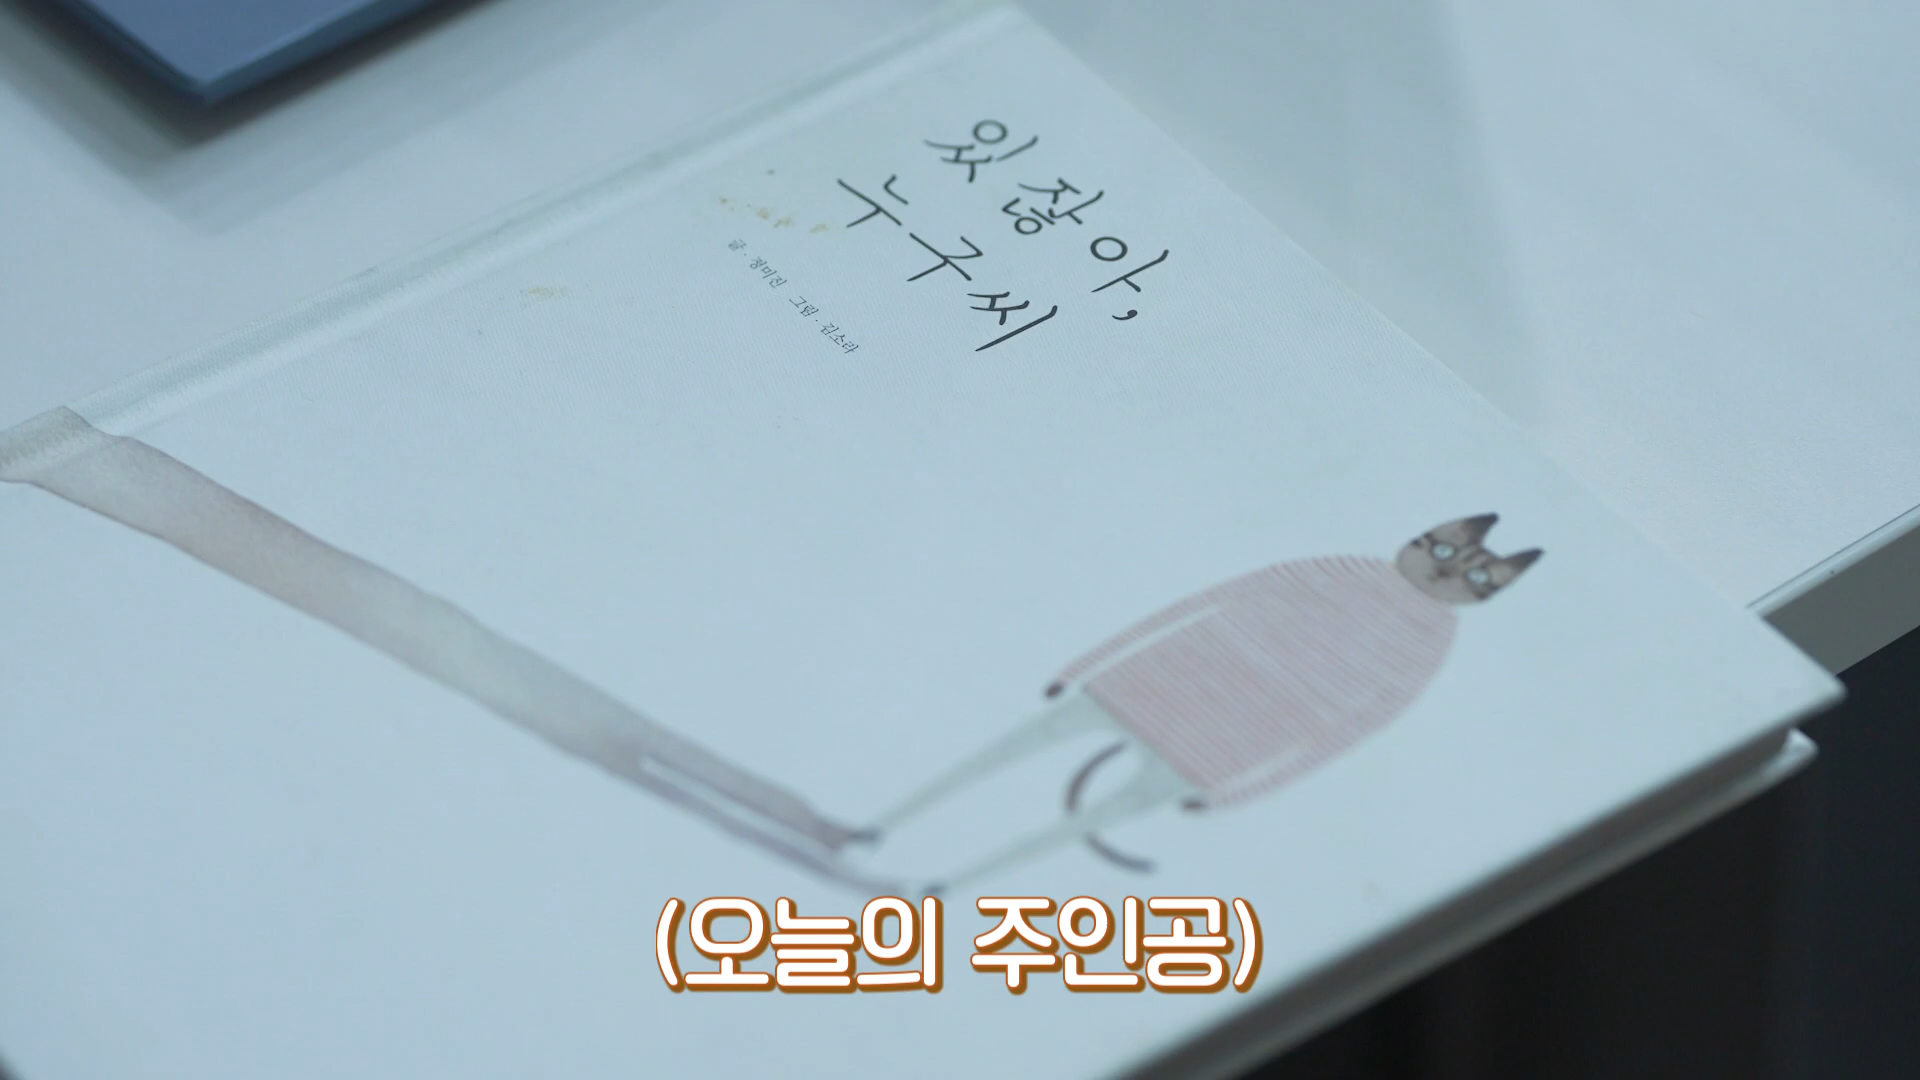 있잖아,
누구씨
글 · 정미진 그림 · 김소라
(오늘의 주인공)